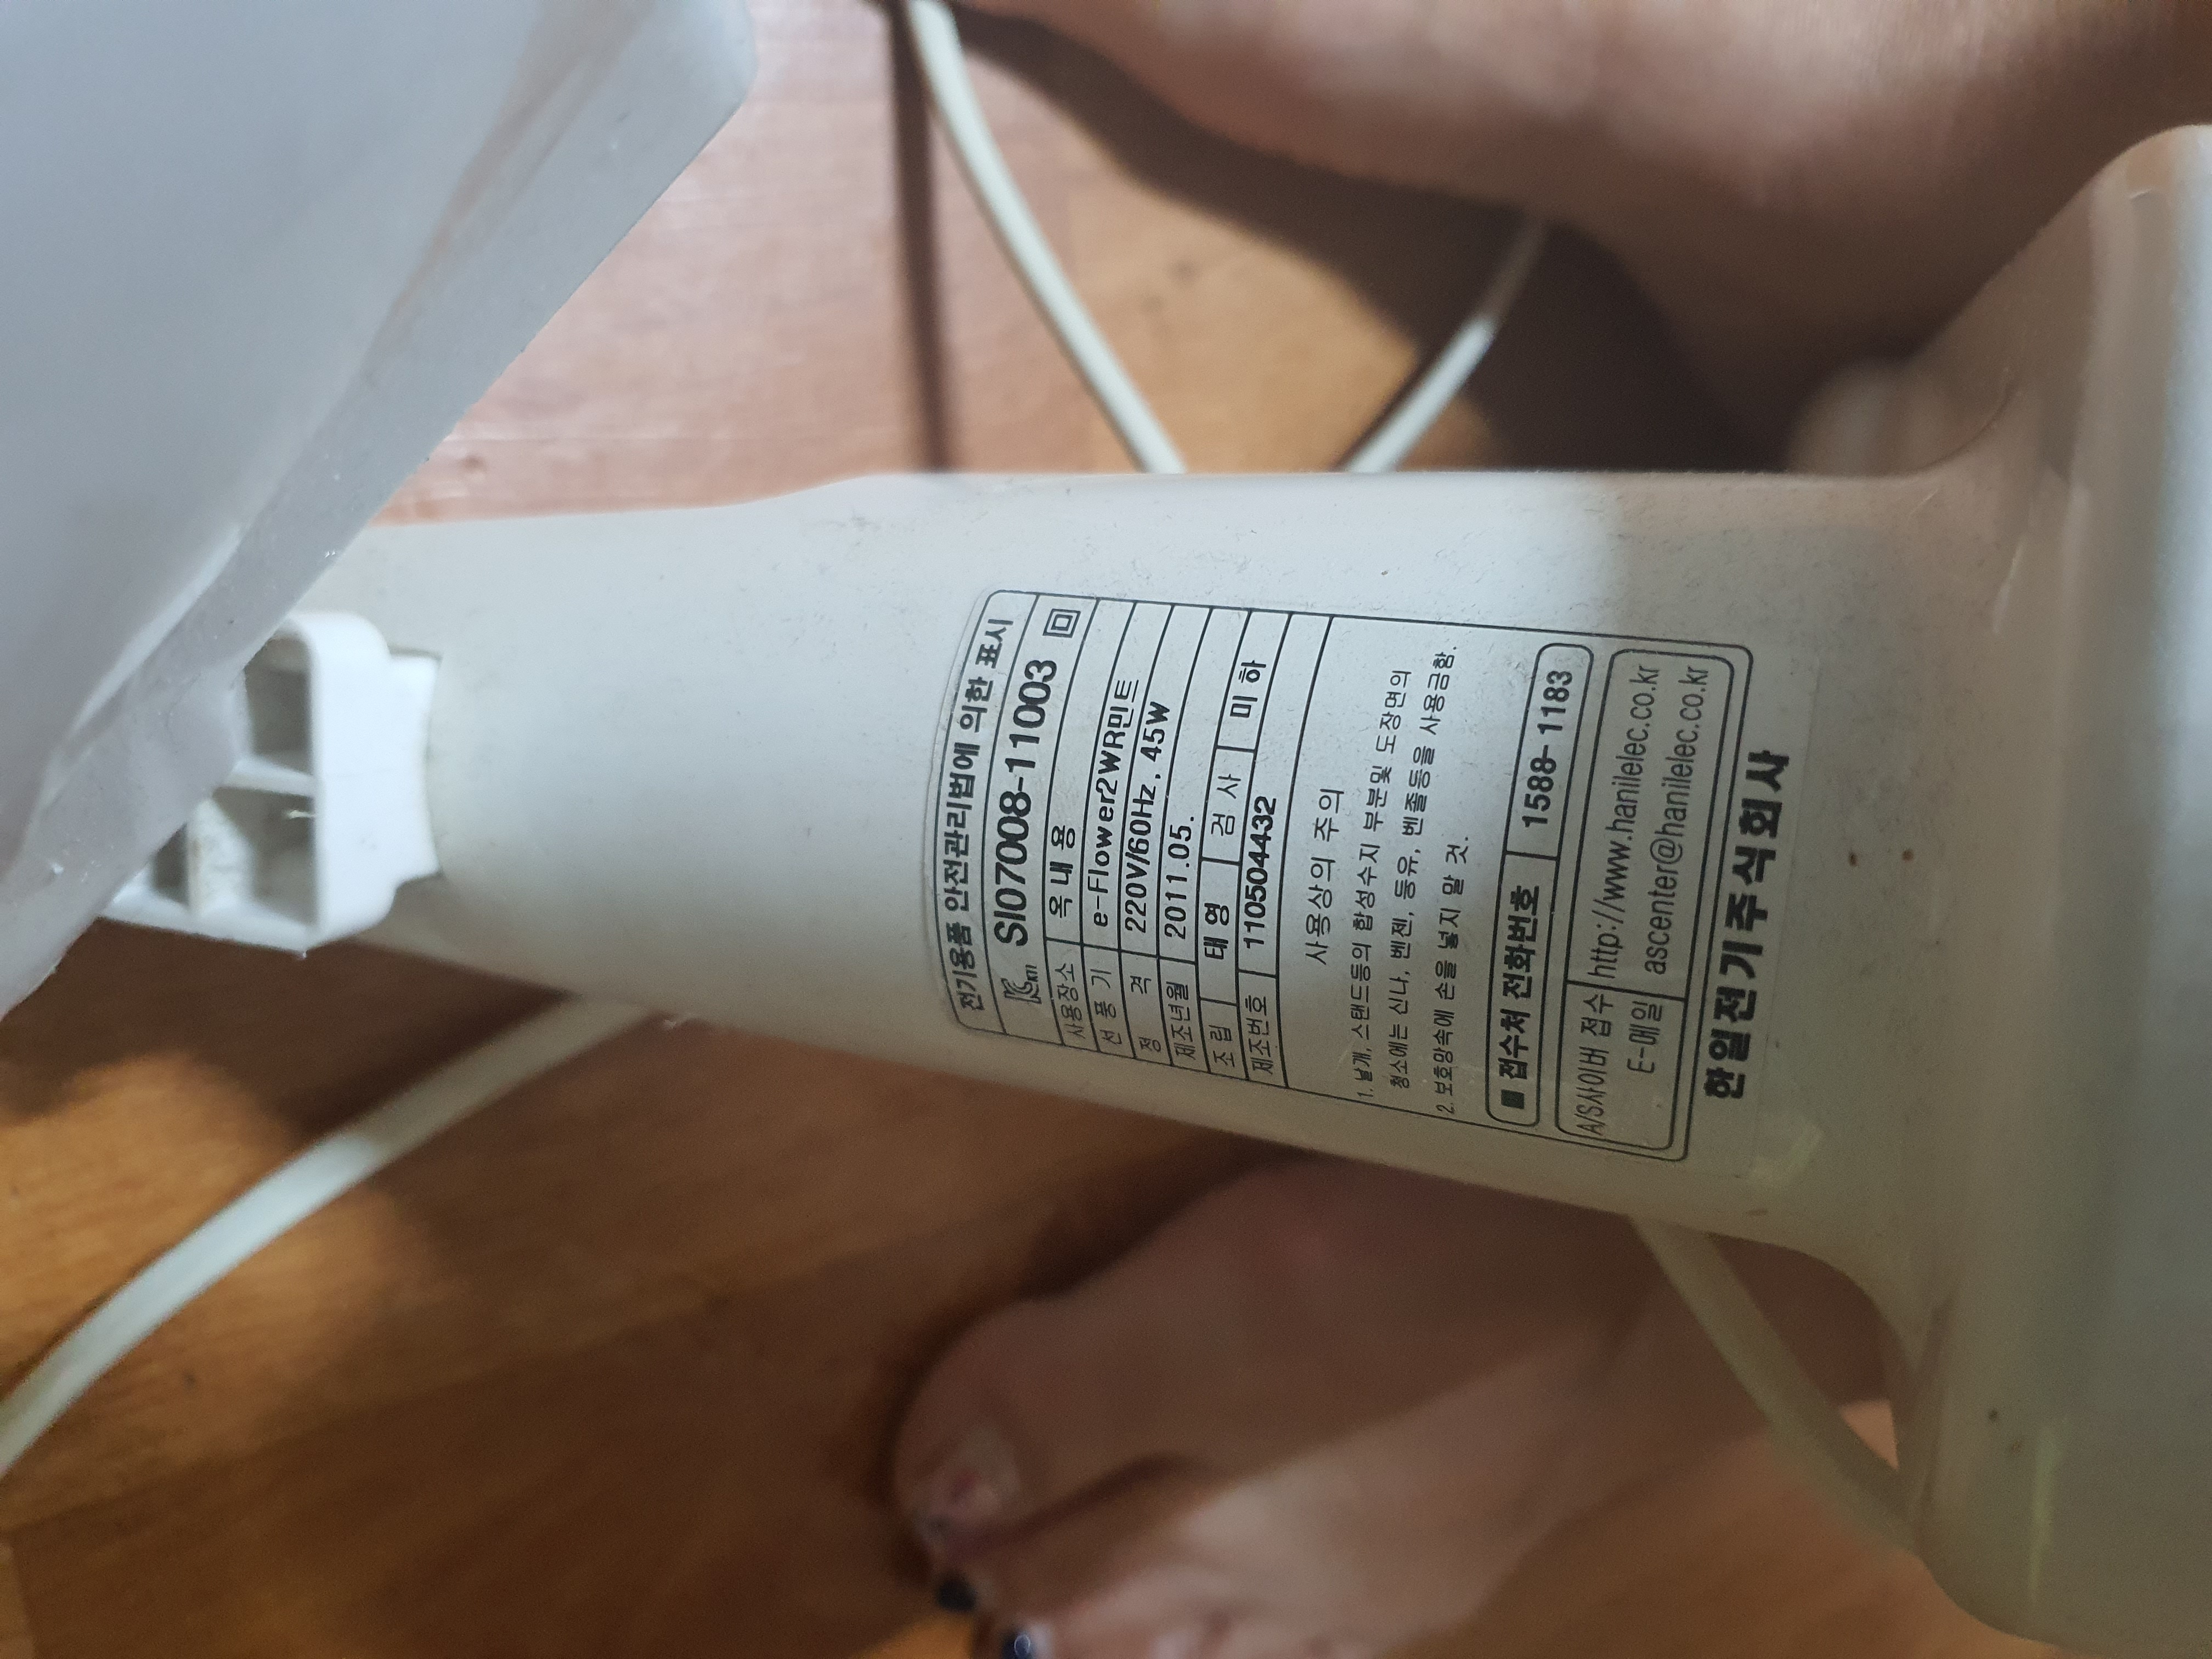 전기용품 안전관리법에 의한 표시
SI07008-11003
사용장소 옥내용
선풍기 e-Flower2WR민트
정격 220V/60Hz, 45W
제조년월 2011.05.
조립 태영 검사 미하
제조번호 110504432
사용상의 주의
1. 날개, 스탠드등의 합성수지 부분및 도장면의
청소에는 신나, 벤젠, 등유, 벤졸등을 사용금함.
2. 보호망속에 손을 넣지 말 것.
■ 접수처 전화번호 1588-1183
A/S사이버 접수 http://www.hanilelec.co.kr
E-메일 ascenter@hanilelec.co.kr
한일전기주식회사